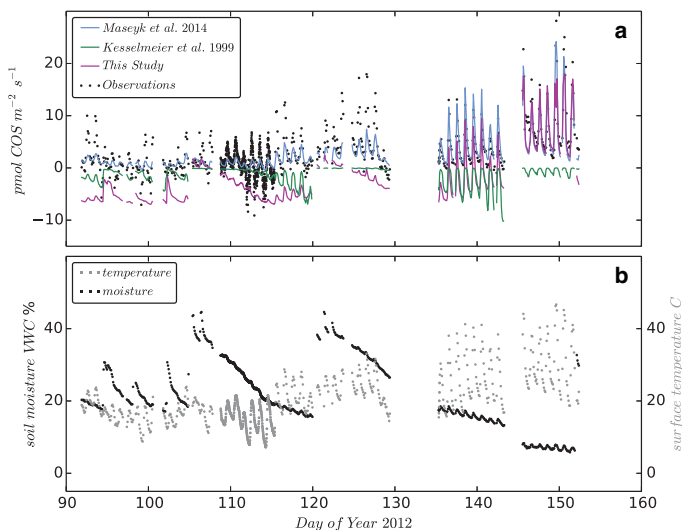 Maseyk et al. 2014
Kesselmeier et al. 1999
This Study
Observations
a
30
20
10
0
−10
pmol COS m−2 s−1
temperature
moisture
b
40
20
0
soil moisture VWC %
40
20
0
surface temperature C
90 100 110 120 130 140 150 160
Day of Year 2012